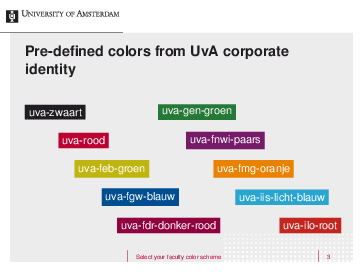 UNIVERSITY OF AMSTERDAM
Pre-defined colors from UvA corporate
identity
uva-zwaart
uva-gen-groen
uva-rood
uva-fnwi-paars
uva-feb-groen
uva-fmg-oranje
uva-fgw-blauw
uva-iis-licht-blauw
uva-fdr-donker-rood
uva-ilo-root
Select your faculty color scheme
3